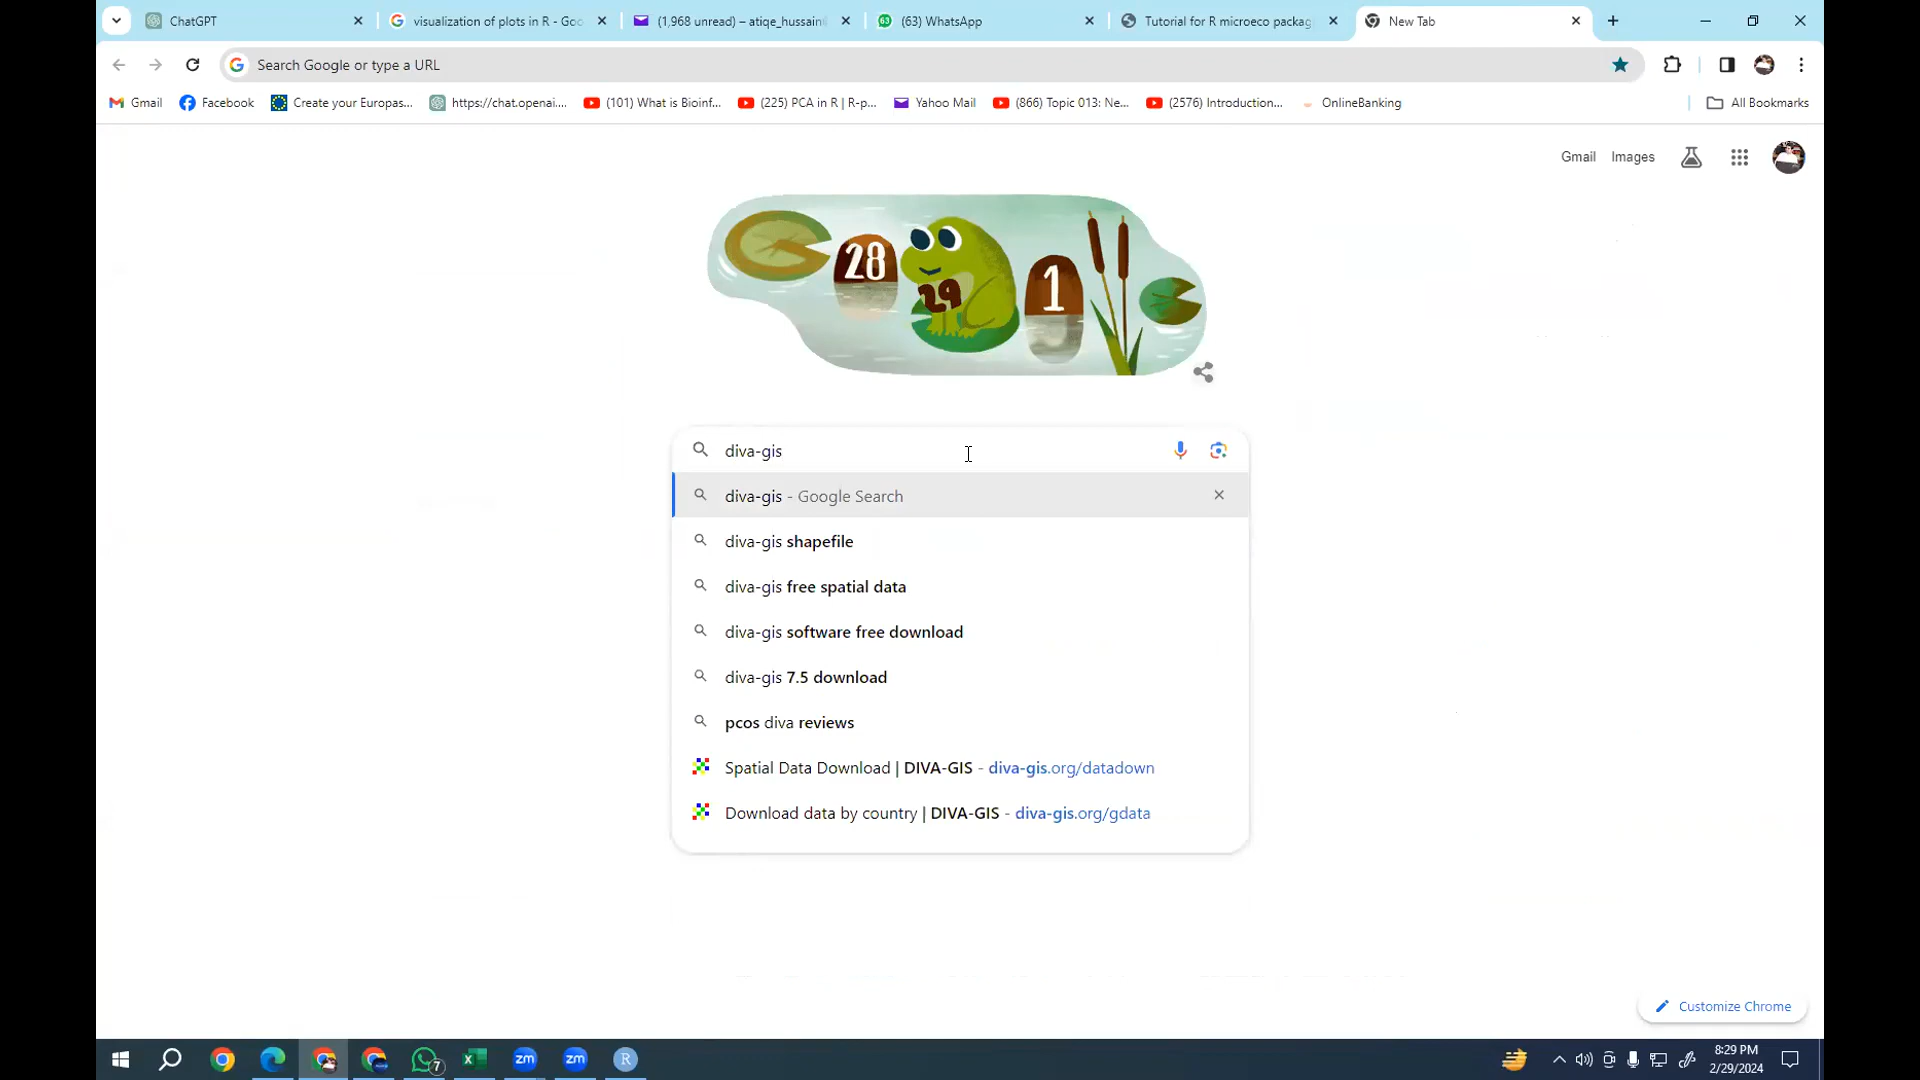 ChatGPT
visualization of plots in R - Goo
(1,968 unread) – atiqe_hussain
(63) WhatsApp
Tutorial for R microeco packag
New Tab
Search Google or type a URL
Gmail
Facebook
Create your Europas...
https://chat.openai....
(101) What is Bioinf...
(225) PCA in R | R-p...
Yahoo Mail
(866) Topic 013: Ne...
(2576) Introduction...
OnlineBanking
All Bookmarks
Gmail Images
28 29 1
diva-gis
diva-gis - Google Search
diva-gis shapefile
diva-gis free spatial data
diva-gis software free download
diva-gis 7.5 download
pcos diva reviews
Spatial Data Download | DIVA-GIS - diva-gis.org/datadown
Download data by country | DIVA-GIS - diva-gis.org/gdata
Customize Chrome
7
zm
zm
R
8:29 PM
2/29/2024